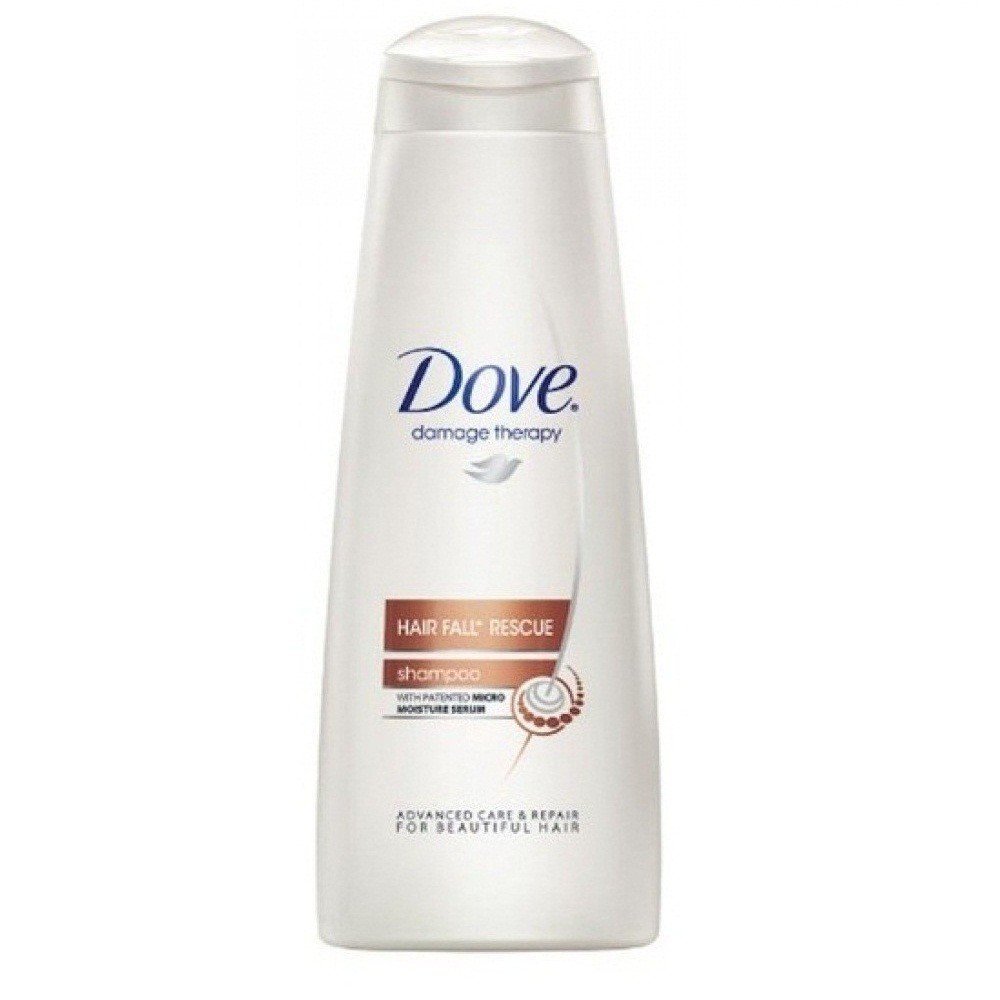 Dove.
damage therapy
HAIR FALL* RESCUE
shampoo
WITH PATENTED MICRO
MOISTURE SERUM
ADVANCED CARE & REPAIR
FOR BEAUTIFUL HAIR